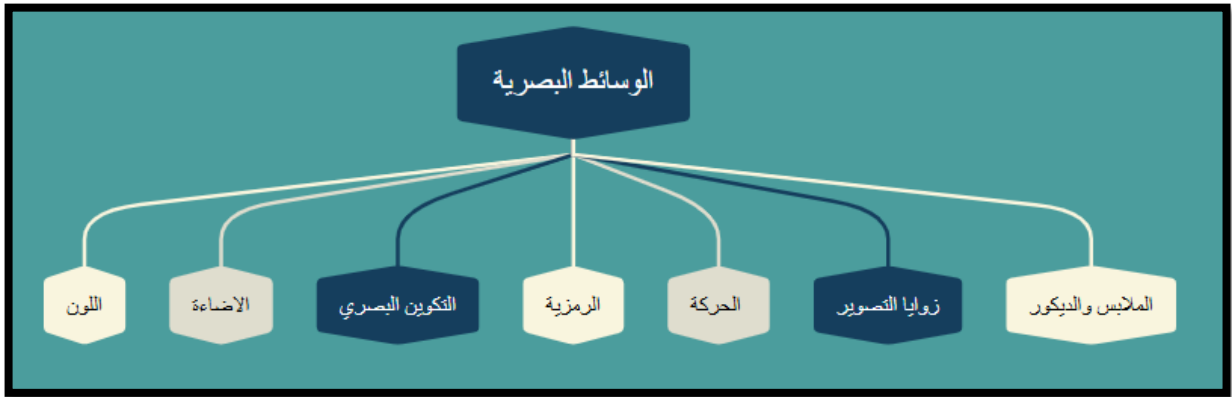 الوسائط البصرية
الملابس والديكور
زوايا التصوير
الحركة
الرمزية
التكوين البصري
الاضاءة
اللون